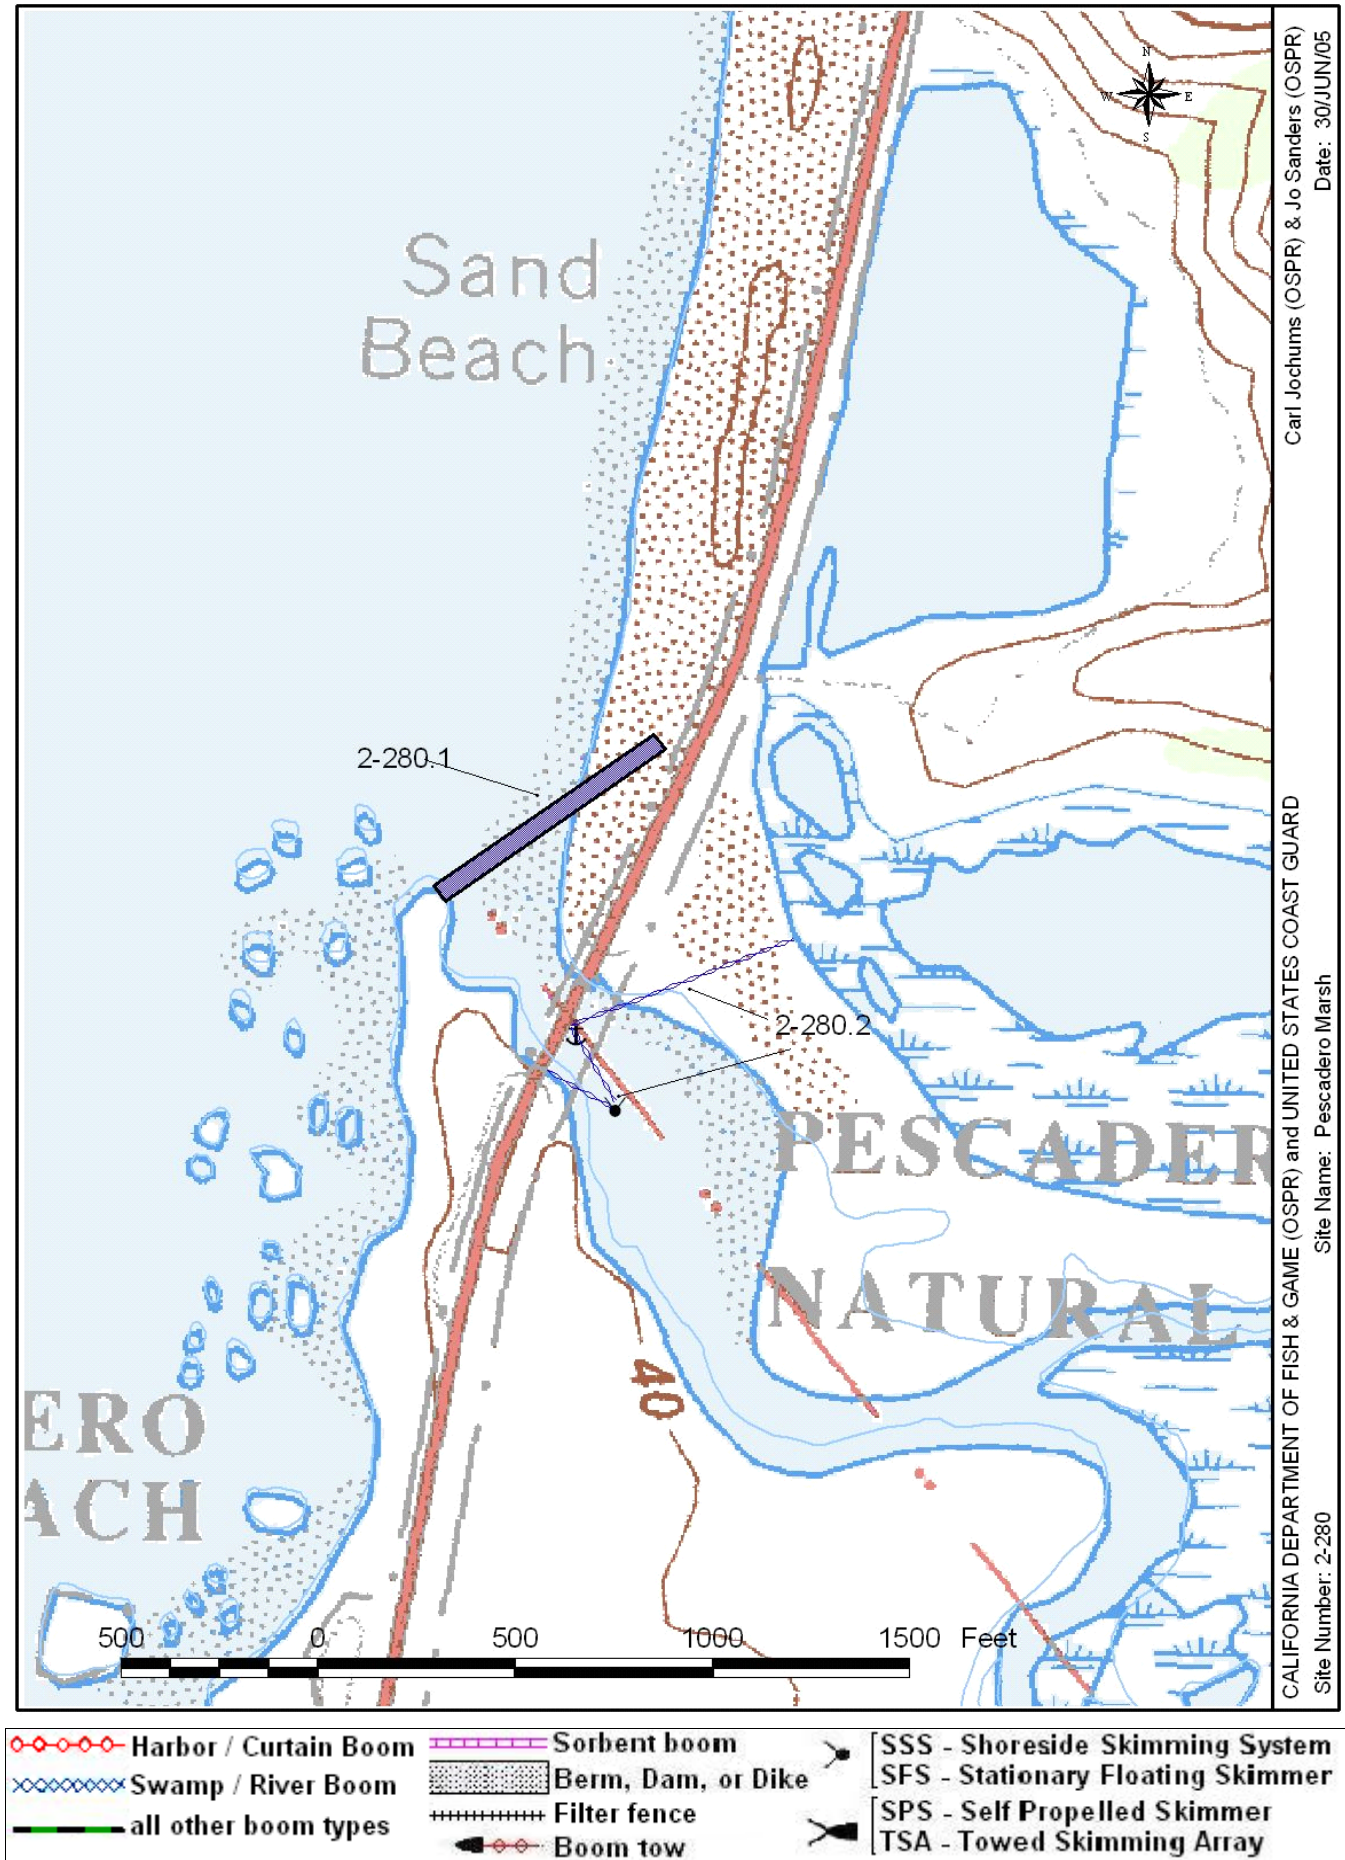 N
W E
S
Sand
Beach
2-280.1
2-280.2
PESCADER
NATURAL
40
ERO
ACH
500 0 500 1000 1500 Feet
Carl Jochums (OSPR) & Jo Sanders (OSPR)
Date: 30/JUN/05
CALIFORNIA DEPARTMENT OF FISH & GAME (OSPR) and UNITED STATES COAST GUARD
Site Number: 2-280 Site Name: Pescadero Marsh
Harbor / Curtain Boom
Swamp / River Boom
all other boom types
Sorbent boom
Berm, Dam, or Dike
Filter fence
Boom tow
SSS - Shoreside Skimming System
SFS - Stationary Floating Skimmer
SPS - Self Propelled Skimmer
TSA - Towed Skimming Array